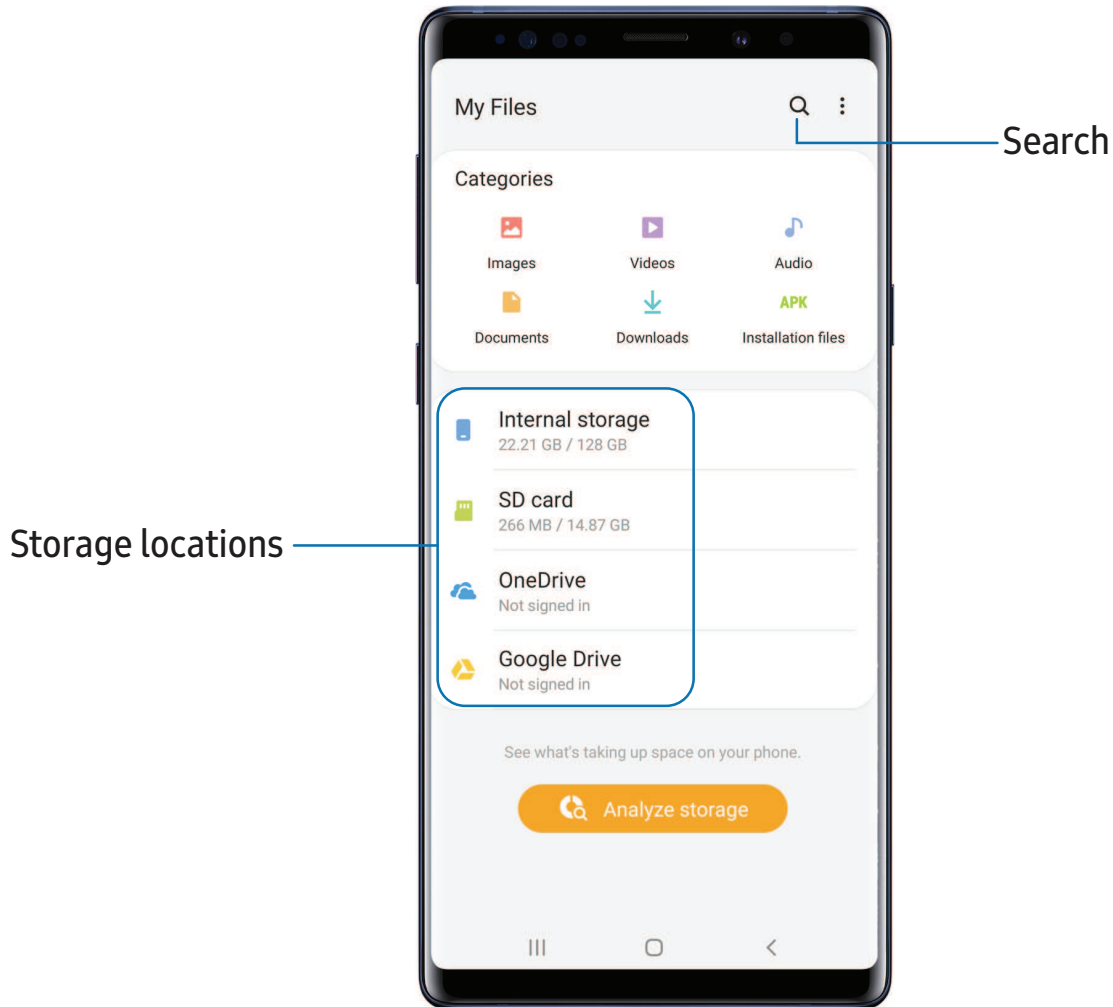 My Files
Search
Categories
Images Videos Audio
APK
Documents Downloads Installation files
Internal storage
22.21 GB / 128 GB
SD card
266 MB / 14.87 GB
Storage locations
OneDrive
Not signed in
Google Drive
Not signed in
See what's taking up space on your phone.
Analyze storage